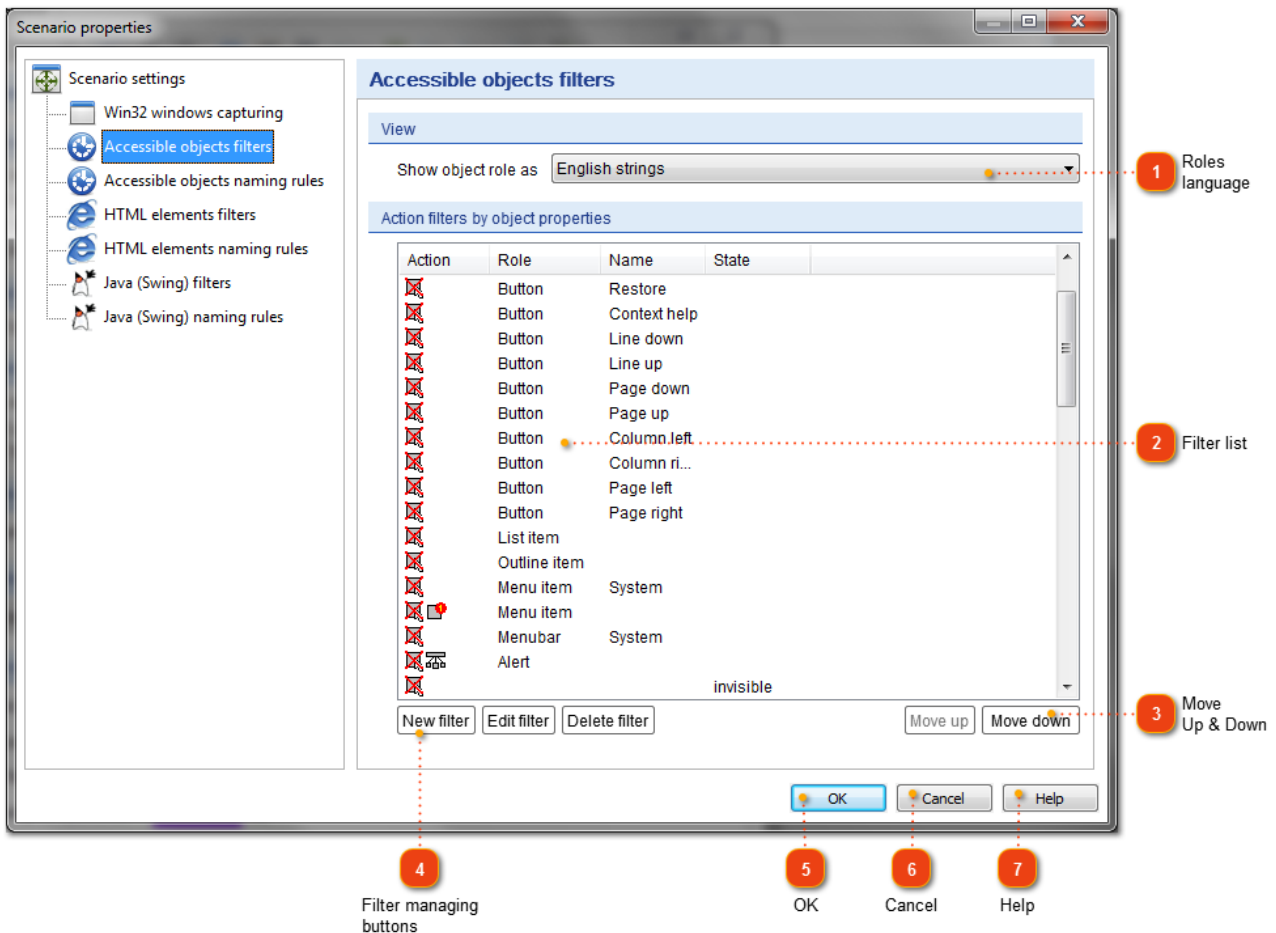 Scenario properties
Scenario settings
Win32 windows capturing
Accessible objects filters
Accessible objects naming rules
HTML elements filters
HTML elements naming rules
Java (Swing) filters
Java (Swing) naming rules
Accessible objects filters
View
Show object role as English strings
Action filters by object properties
Action Role Name State
Button Restore
Button Context help
Button Line down
Button Line up
Button Page down
Button Page up
Button Column left
Button Column ri...
Button Page left
Button Page right
List item
Outline item
Menu item System
Menu item
Menubar System
Alert
invisible
New filter Edit filter Delete filter Move up Move down
OK Cancel Help
1 Roles
language
2 Filter list
3 Move
Up & Down
4
Filter managing
buttons
5
OK
6
Cancel
7
Help